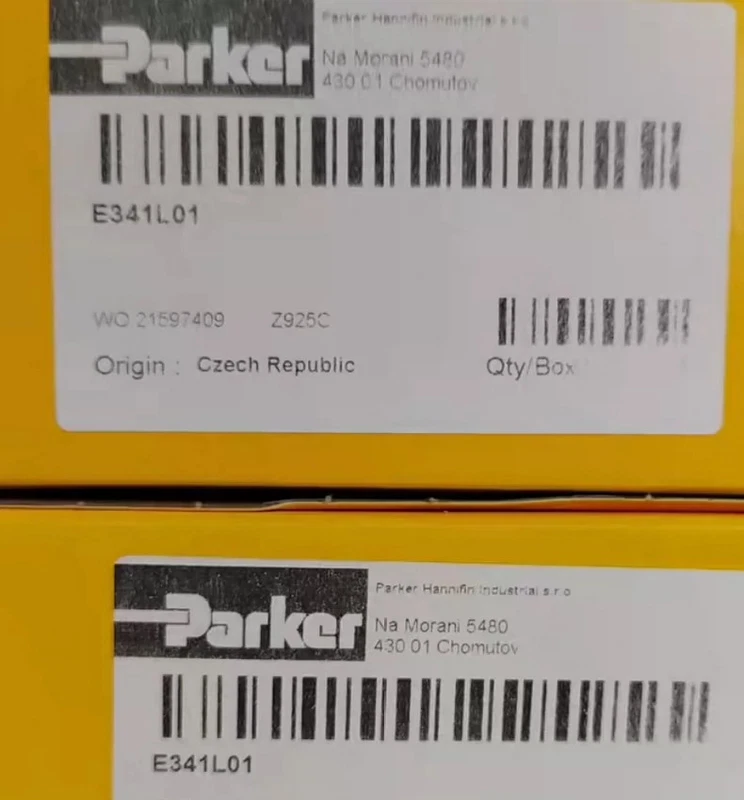 Parker
Parker Hannifin Industrial s.r.o
Na Morani 5480
430 01 Chomutov
E341L01
WO 21597409 Z925C
Origin : Czech Republic
Qty/Box
Parker
Parker Hannifin Industrial s.r.o
Na Morani 5480
430 01 Chomutov
E341L01